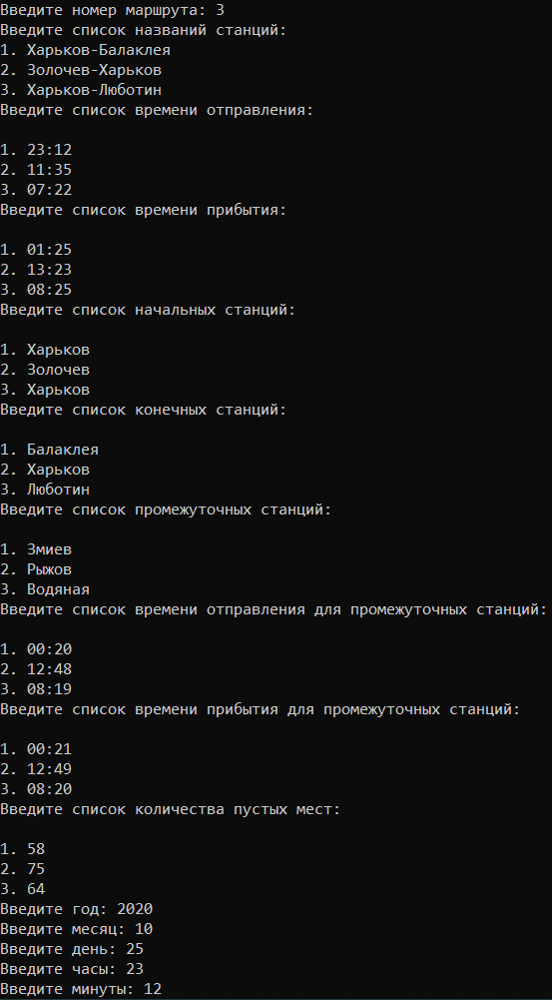 Введите номер маршрута: 3
Введите список названий станций:
1. Харьков-Балаклея
2. Золочев-Харьков
3. Харьков-Люботин
Введите список времени отправления:
1. 23:12
2. 11:35
3. 07:22
Введите список времени прибытия:
1. 01:25
2. 13:23
3. 08:25
Введите список начальных станций:
1. Харьков
2. Золочев
3. Харьков
Введите список конечных станций:
1. Балаклея
2. Харьков
3. Люботин
Введите список промежуточных станций:
1. Змиев
2. Рыжов
3. Водяная
Введите список времени отправления для промежуточных станций:
1. 00:20
2. 12:48
3. 08:19
Введите список времени прибытия для промежуточных станций:
1. 00:21
2. 12:49
3. 08:20
Введите список количества пустых мест:
1. 58
2. 75
3. 64
Введите год: 2020
Введите месяц: 10
Введите день: 25
Введите часы: 23
Введите минуты: 12